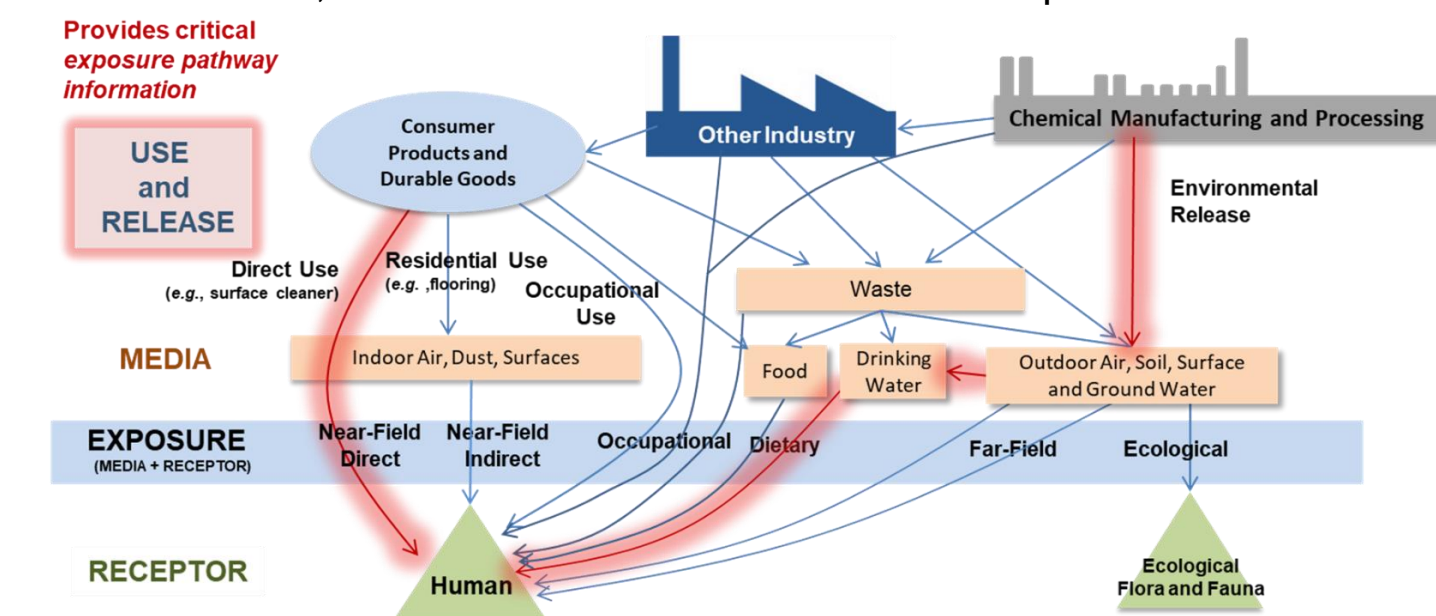 Provides critical
exposure pathway
information
USE
and
RELEASE
Consumer
Products and
Durable Goods
Other Industry
Chemical Manufacturing and Processing
Environmental
Release
Direct Use
(e.g., surface cleaner)
Residential Use
(e.g. ,flooring)
Occupational
Use
Waste
MEDIA
Indoor Air, Dust, Surfaces
Food
Drinking
Water
Outdoor Air, Soil, Surface
and Ground Water
EXPOSURE
(MEDIA + RECEPTOR)
Near-Field
Direct
Near-Field
Indirect
Occupational
Dietary
Far-Field
Ecological
RECEPTOR
Human
Ecological
Flora and Fauna